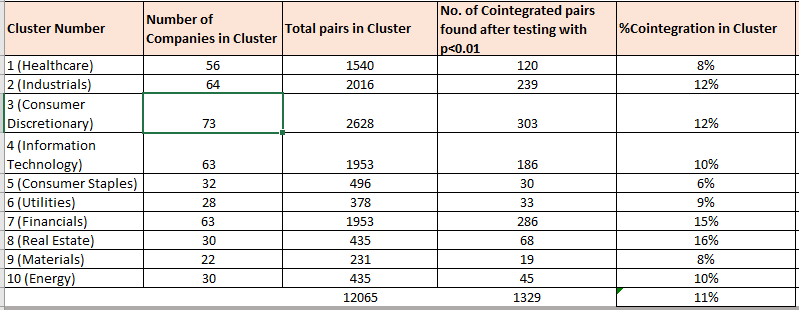 Cluster Number Number of Companies in Cluster Total pairs in Cluster No. of Cointegrated pairs found after testing with p<0.01 %Cointegration in Cluster
1 (Healthcare) 56 1540 120 8%
2 (Industrials) 64 2016 239 12%
3 (Consumer
Discretionary) 73 2628 303 12%
4 (Information
Technology) 63 1953 186 10%
5 (Consumer Staples) 32 496 30 6%
6 (Utilities) 28 378 33 9%
7 (Financials) 63 1953 286 15%
8 (Real Estate) 30 435 68 16%
9 (Materials) 22 231 19 8%
10 (Energy) 30 435 45 10%
12065 1329 11%